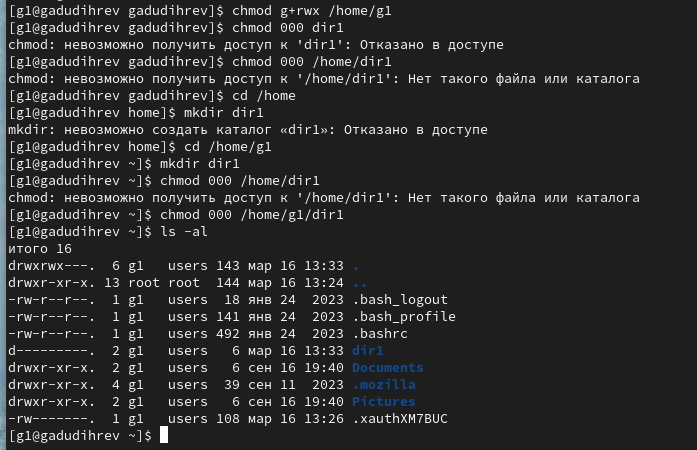 [g1@gadudihrev gadudihrev]$ chmod g+rwx /home/g1
[g1@gadudihrev gadudihrev]$ chmod 000 dir1
chmod: невозможно получить доступ к 'dir1': Отказано в доступе
[g1@gadudihrev gadudihrev]$ chmod 000 /home/dir1
chmod: невозможно получить доступ к '/home/dir1': Нет такого файла или каталога
[g1@gadudihrev gadudihrev]$ cd /home
[g1@gadudihrev home]$ mkdir dir1
mkdir: невозможно создать каталог «dir1»: Отказано в доступе
[g1@gadudihrev home]$ cd /home/g1
[g1@gadudihrev ~]$ mkdir dir1
[g1@gadudihrev ~]$ chmod 000 /home/dir1
chmod: невозможно получить доступ к '/home/dir1': Нет такого файла или каталога
[g1@gadudihrev ~]$ chmod 000 /home/g1/dir1
[g1@gadudihrev ~]$ ls -al
итого 16
drwxrwx---.  6 g1   users 143 мар 16 13:33 .
drwxr-xr-x. 13 root root  144 мар 16 13:24 ..
-rw-r--r--.  1 g1   users  18 янв 24  2023 .bash_logout
-rw-r--r--.  1 g1   users 141 янв 24  2023 .bash_profile
-rw-r--r--.  1 g1   users 492 янв 24  2023 .bashrc
d---------.  2 g1   users   6 мар 16 13:33 dir1
drwxr-xr-x.  2 g1   users   6 сен 16 19:40 Documents
drwxr-xr-x.  4 g1   users  39 сен 11  2023 .mozilla
drwxr-xr-x.  2 g1   users   6 сен 16 19:40 Pictures
-rw-------.  1 g1   users 108 мар 16 13:26 .xauthXM7BUC
[g1@gadudihrev ~]$